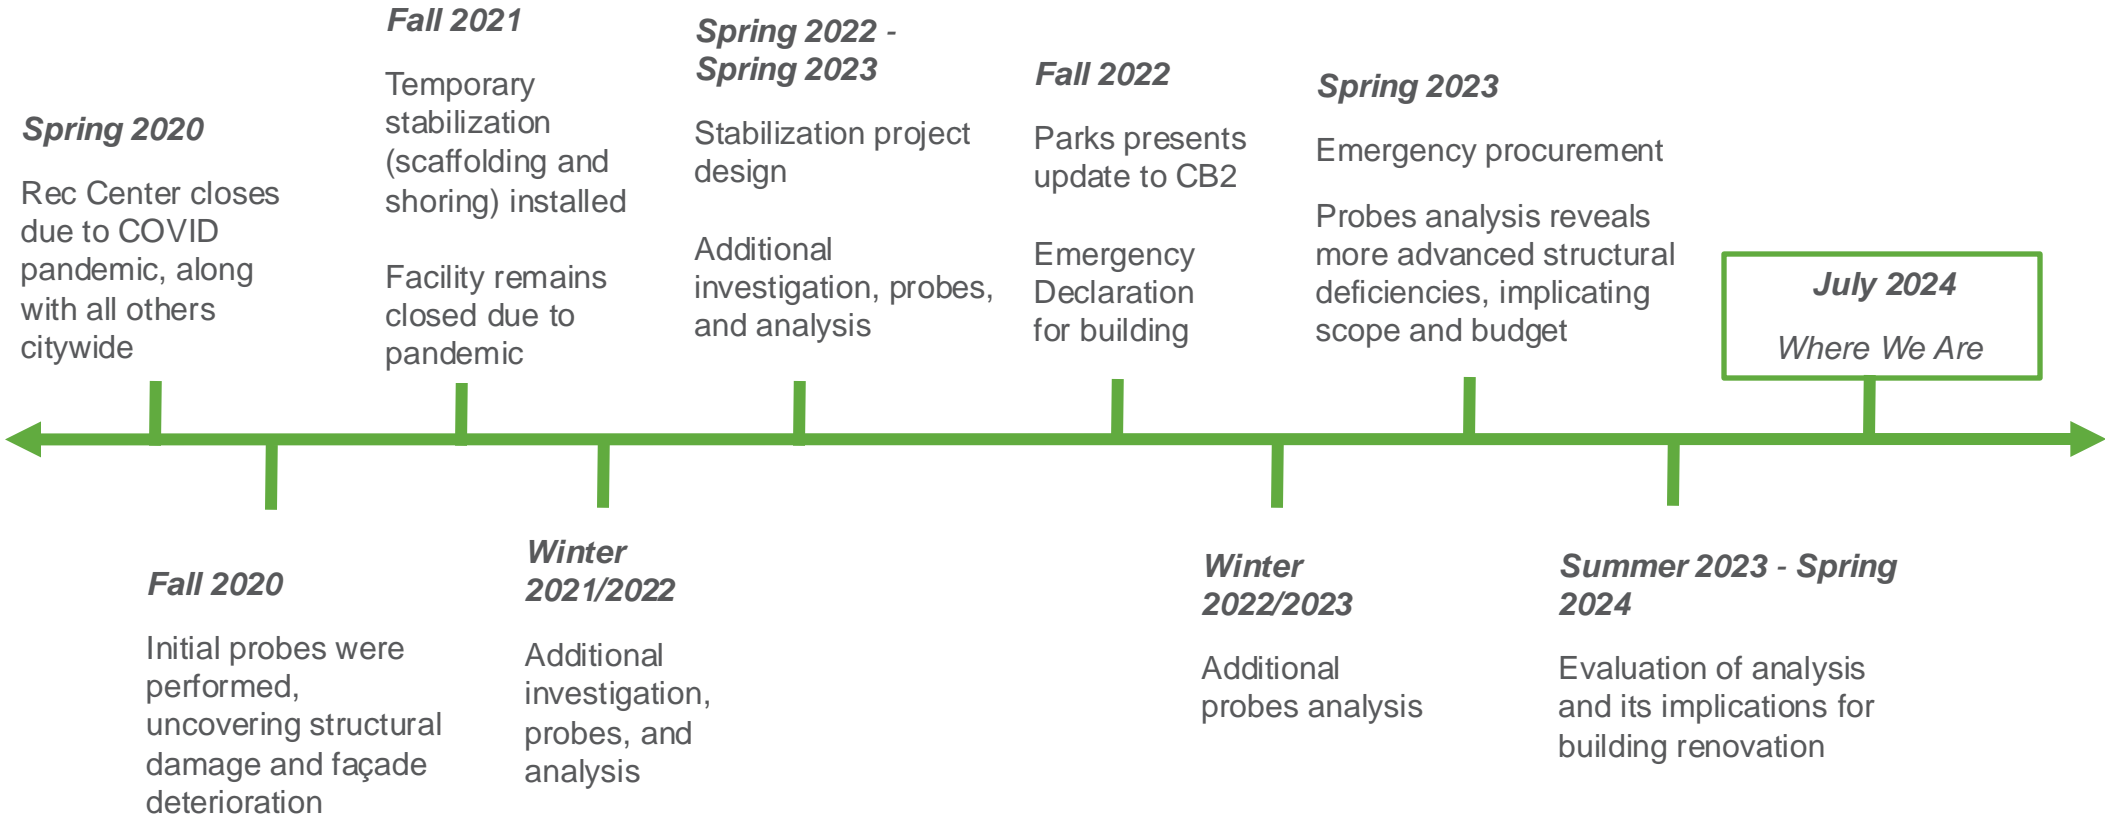 Spring 2020
Rec Center closes
due to COVID
pandemic, along
with all others
citywide
Fall 2020
Initial probes were
performed,
uncovering structural
damage and façade
deterioration
Fall 2021
Temporary
stabilization
(scaffolding and
shoring) installed
Facility remains
closed due to
pandemic
Winter
2021/2022
Additional
investigation,
probes, and
analysis
Spring 2022 -
Spring 2023
Stabilization project
design
Additional
investigation, probes,
and analysis
Fall 2022
Parks presents
update to CB2
Emergency
Declaration
for building
Winter
2022/2023
Additional
probes analysis
Spring 2023
Emergency procurement
Probes analysis reveals
more advanced structural
deficiencies, implicating
scope and budget
Summer 2023 - Spring
2024
Evaluation of analysis
and its implications for
building renovation
July 2024
Where We Are